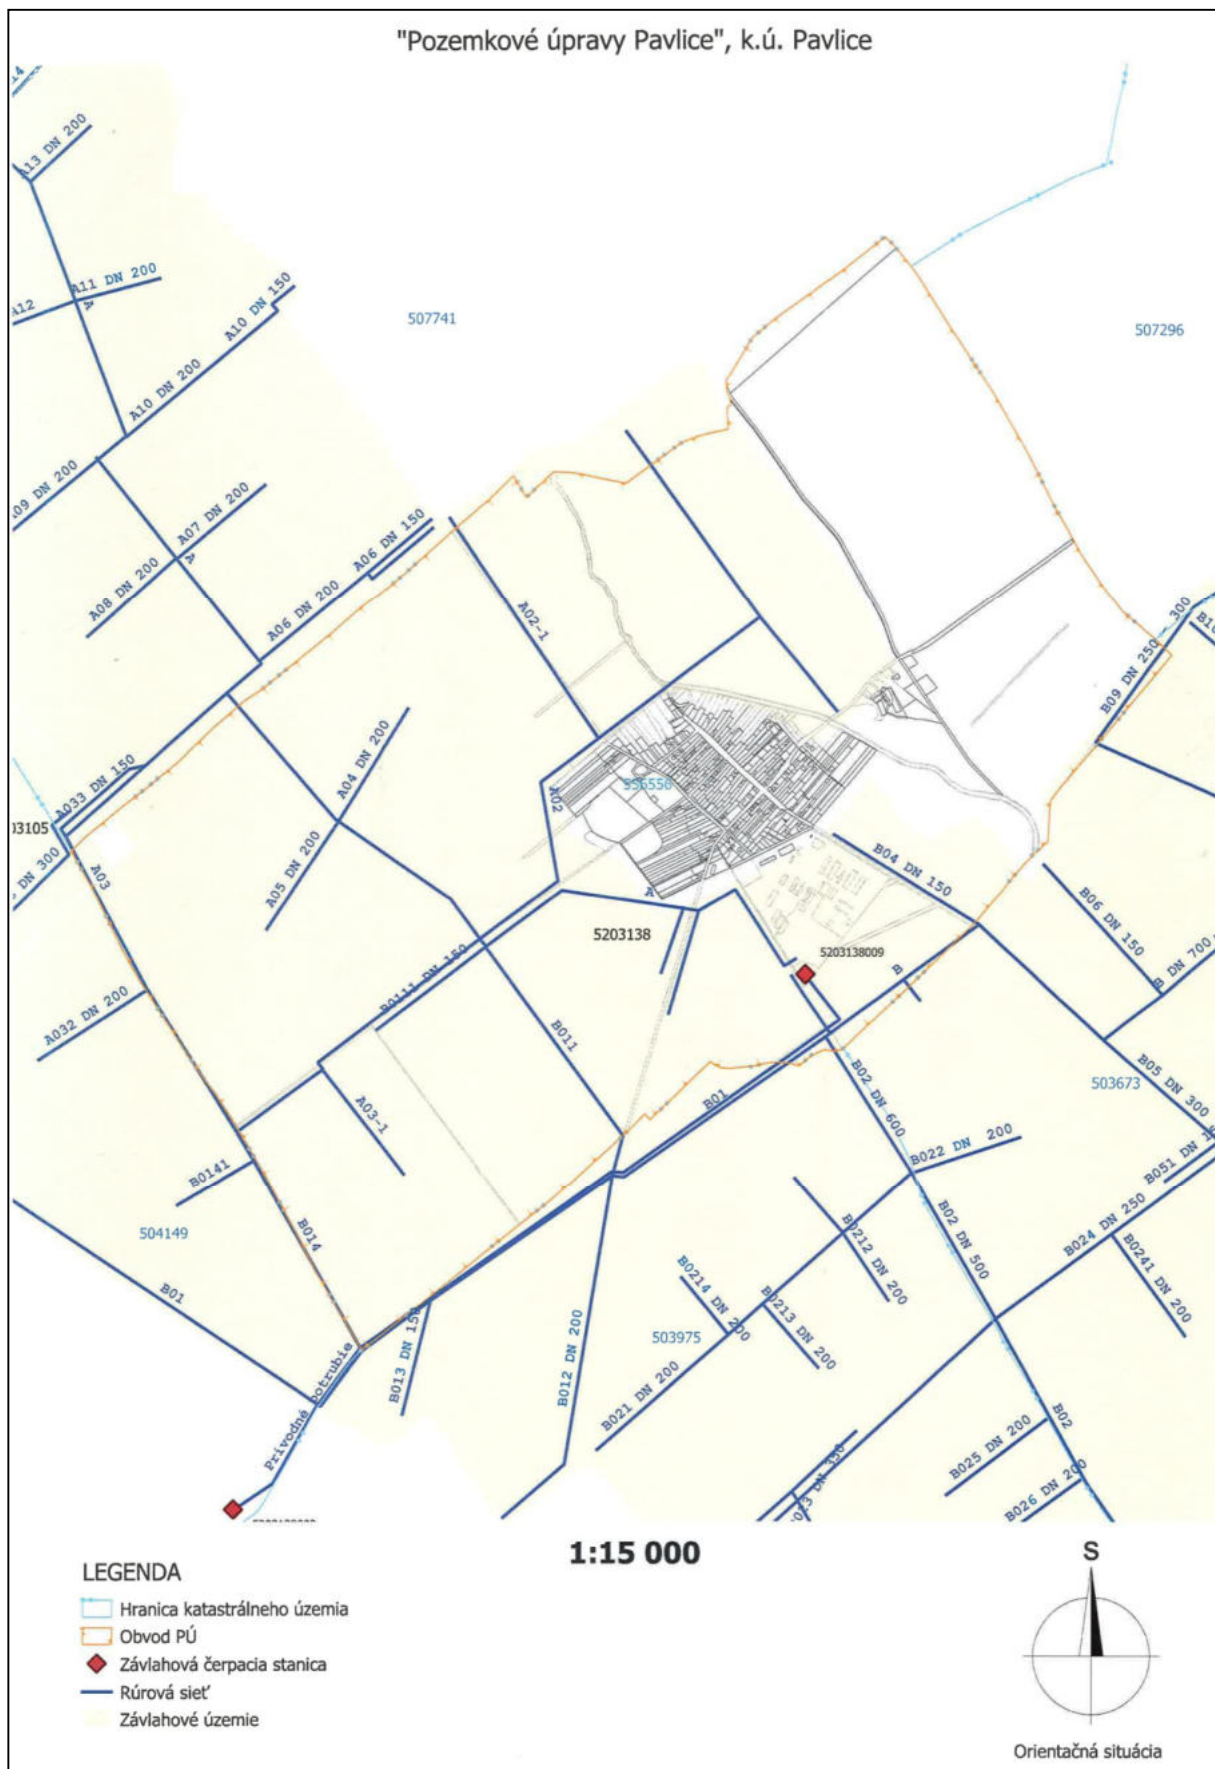 "Pozemkové úpravy Pavlice", k.ú. Pavlice
A13 DN 200
A11 DN 200
A12
A
A10 DN 150
A10 DN 200
507741
507296
A09 DN 200
A07 DN 200
A
A08 DN 200
A06 DN 150
A06 DN 200
A02-1
300
B09 DN 250
A04 DN 200
A033 DN 150
A02
556556
A05 DN 200
DN 300
A03
B04 DN 150
A
B06 DN 150
5203138
5203138009
B
B DN 700
B0111 DN 150
A032 DN 200
B011
B05 DN 300
503673
B02 DN 600
B01
A03-1
B022 DN 200
B051 DN
B0141
B014
504149
B02 DN 500
B024 DN 250
B0212 DN 200
B0241 DN 200
B01
B0214 DN 200
B0213 DN 200
503975
B013 DN 150
B012 DN 200
Prívodné potrubie
B021 DN 200
B02
B025 DN 200
B026 DN 200
DN 350
1:15 000
LEGENDA
Hranica katastrálneho územia
Obvod PÚ
Závlahová čerpacia stanica
Rúrová sieť
Závlahové územie
S
Orientačná situácia